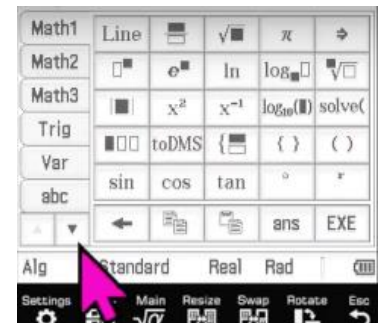 Math1 Line √■ π ⇒
Math2 □■ e■ ln log■□ ■√□
Math3 |■| x² x⁻¹ log₁₀(■) solve(
Trig ■□□ toDMS { } ( )
Var sin cos tan ° r
abc
ans EXE
Alg Standard Real Rad
Settings Main Resize Swap Rotate Esc